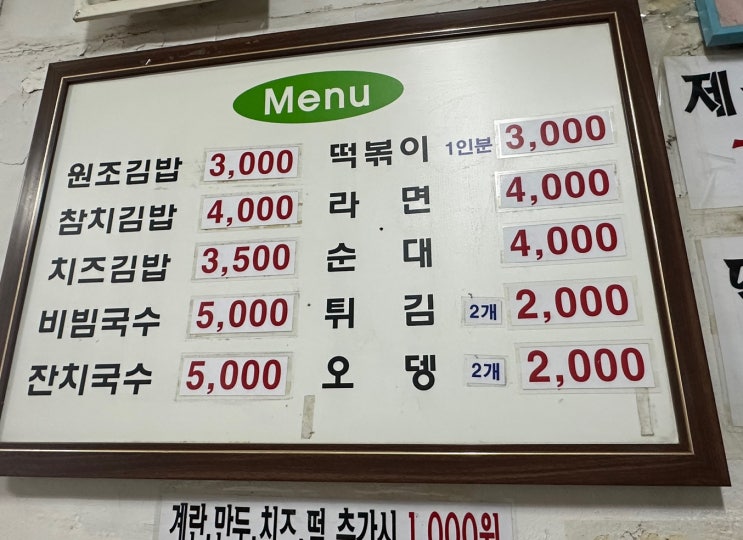 Menu
원조김밥 3,000
참치김밥 4,000
치즈김밥 3,500
비빔국수 5,000
잔치국수 5,000
떡볶이 1인분 3,000
라면 4,000
순대 4,000
튀김 2개 2,000
오뎅 2개 2,000
계란,만두,치즈,떡 추가시 1,000원
제